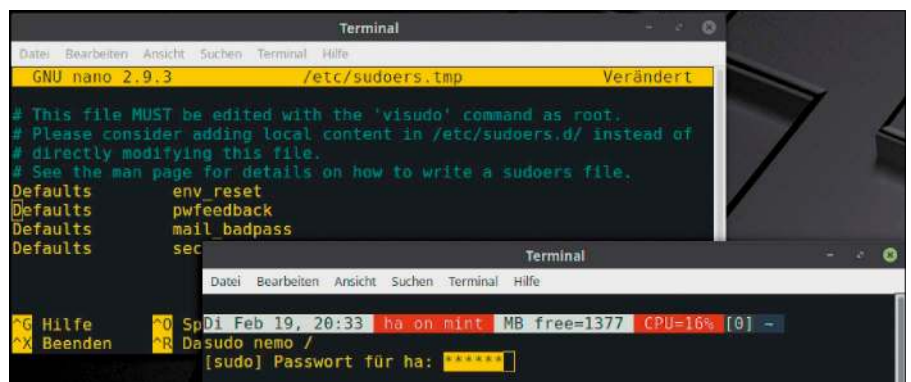 Terminal
Datei Bearbeiten Ansicht Suchen Terminal Hilfe
GNU nano 2.9.3 /etc/sudoers.tmp Verändert
# This file MUST be edited with the 'visudo' command as root.
# Please consider adding local content in /etc/sudoers.d/ instead of
# directly modifying this file.
# See the man page for details on how to write a sudoers file.
Defaults env_reset
Defaults pwfeedback
Defaults mail_badpass
Defaults sec
^G Hilfe ^O Sp
^X Beenden ^R Da
Terminal
Datei Bearbeiten Ansicht Suchen Terminal Hilfe
Di Feb 19, 20:33 ha on mint MB free=1377 CPU=16% [0] ~
sudo nemo /
[sudo] Passwort für ha: ******